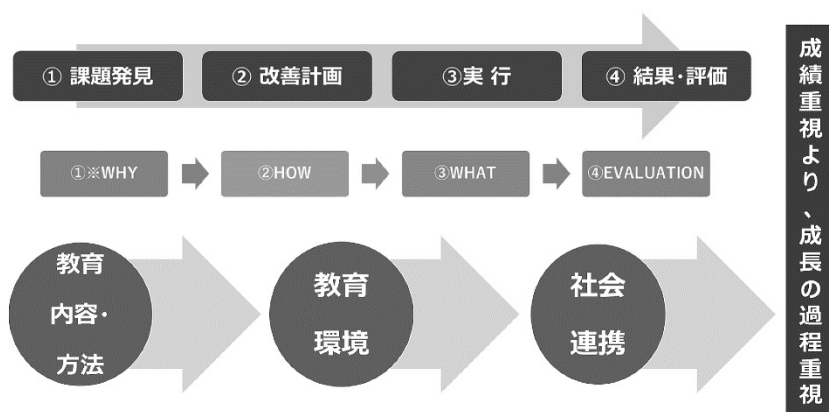 ① 課題発見
② 改善計画
③実 行
④ 結果・評価
①※WHY
②HOW
③WHAT
④EVALUATION
教育
内容・
方法
教育
環境
社会
連携
成績重視より、成長の過程重視